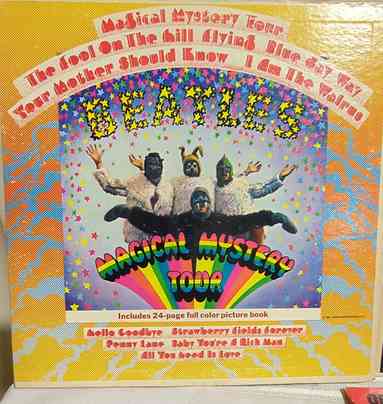 Magical Mystery Tour
The Fool On The Hill Flying Blue Jay Way
Your Mother Should Know I Am The Walrus
BEATLES
MAGICAL MYSTERY
TOUR
Includes 24-page full color picture book
Hello Goodbye Strawberry Fields Forever
Penny Lane Baby You're A Rich Man
All You Need Is Love